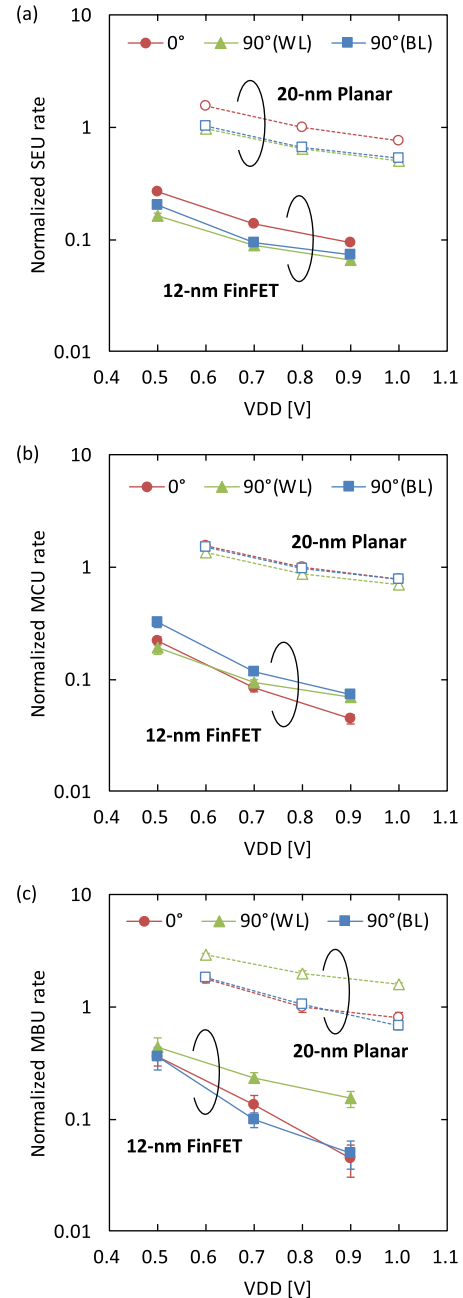 (a)
10
0° 90°(WL) 90°(BL)
20-nm Planar
1
0.1
12-nm FinFET
0.01
0.4 0.5 0.6 0.7 0.8 0.9 1.0 1.1
VDD [V]
Normalized SEU rate
(b)
10
0° 90°(WL) 90°(BL)
20-nm Planar
1
0.1
12-nm FinFET
0.01
0.4 0.5 0.6 0.7 0.8 0.9 1.0 1.1
VDD [V]
Normalized MCU rate
(c)
10
0° 90°(WL) 90°(BL)
1
20-nm Planar
0.1
12-nm FinFET
0.01
0.4 0.5 0.6 0.7 0.8 0.9 1.0 1.1
VDD [V]
Normalized MBU rate